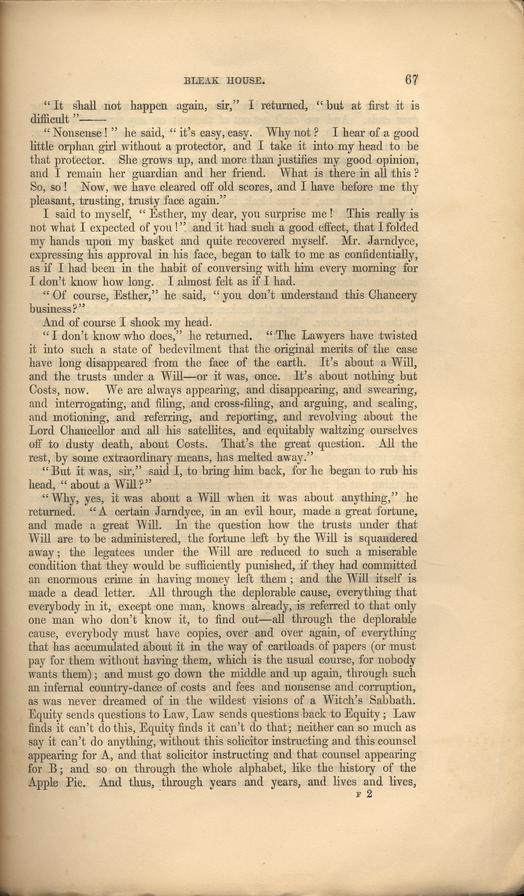 BLEAK HOUSE. 67
“It shall not happen again, sir,” I returned, “but at first it is
difficult”——
“Nonsense!” he said, “it's easy, easy. Why not? I hear of a good
little orphan girl without a protector, and I take it into my head to be
that protector. She grows up, and more than justifies my good opinion,
and I remain her guardian and her friend. What is there in all this?
So, so! Now, we have cleared off old scores, and I have before me thy
pleasant, trusting, trusty face again.”
I said to myself, “Esther, my dear, you surprise me! This really is
not what I expected of you!” and it had such a good effect, that I folded
my hands upon my basket and quite recovered myself. Mr. Jarndyce,
expressing his approval in his face, began to talk to me as confidentially,
as if I had been in the habit of conversing with him every morning for
I don't know how long. I almost felt as if I had.
“Of course, Esther,” he said, “you don't understand this Chancery
business?”
And of course I shook my head.
“I don't know who does,” he returned. “The Lawyers have twisted
it into such a state of bedevilment that the original merits of the case
have long disappeared from the face of the earth. It's about a Will,
and the trusts under a Will—or it was, once. It's about nothing but
Costs, now. We are always appearing, and disappearing, and swearing,
and interrogating, and filing, and cross-filing, and arguing, and sealing,
and motioning, and referring, and reporting, and revolving about the
Lord Chancellor and all his satellites, and equitably waltzing ourselves
off to dusty death, about Costs. That's the great question. All the
rest, by some extraordinary means, has melted away.”
“But it was, sir,” said I, to bring him back, for he began to rub his
head, “about a Will?”
“Why, yes, it was about a Will when it was about anything,” he
returned. “A certain Jarndyce, in an evil hour, made a great fortune,
and made a great Will. In the question how the trusts under that
Will are to be administered, the fortune left by the Will is squandered
away; the legatees under the Will are reduced to such a miserable
condition that they would be sufficiently punished, if they had committed
an enormous crime in having money left them; and the Will itself is
made a dead letter. All through the deplorable cause, everything that
everybody in it, except one man, knows already, is referred to that only
one man who don't know it, to find out—all through the deplorable
cause, everybody must have copies, over and over again, of everything
that has accumulated about it in the way of cartloads of papers (or must
pay for them without having them, which is the usual course, for nobody
wants them); and must go down the middle and up again, through such
an infernal country-dance of costs and fees and nonsense and corruption,
as was never dreamed of in the wildest visions of a Witch's Sabbath.
Equity sends questions to Law, Law sends questions back to Equity; Law
finds it can't do this, Equity finds it can't do that; neither can so much as
say it can't do anything, without this solicitor instructing and this counsel
appearing for A, and that solicitor instructing and that counsel appearing
for B; and so on through the whole alphabet, like the history of the
Apple Pie. And thus, through years and years, and lives and lives,
F 2